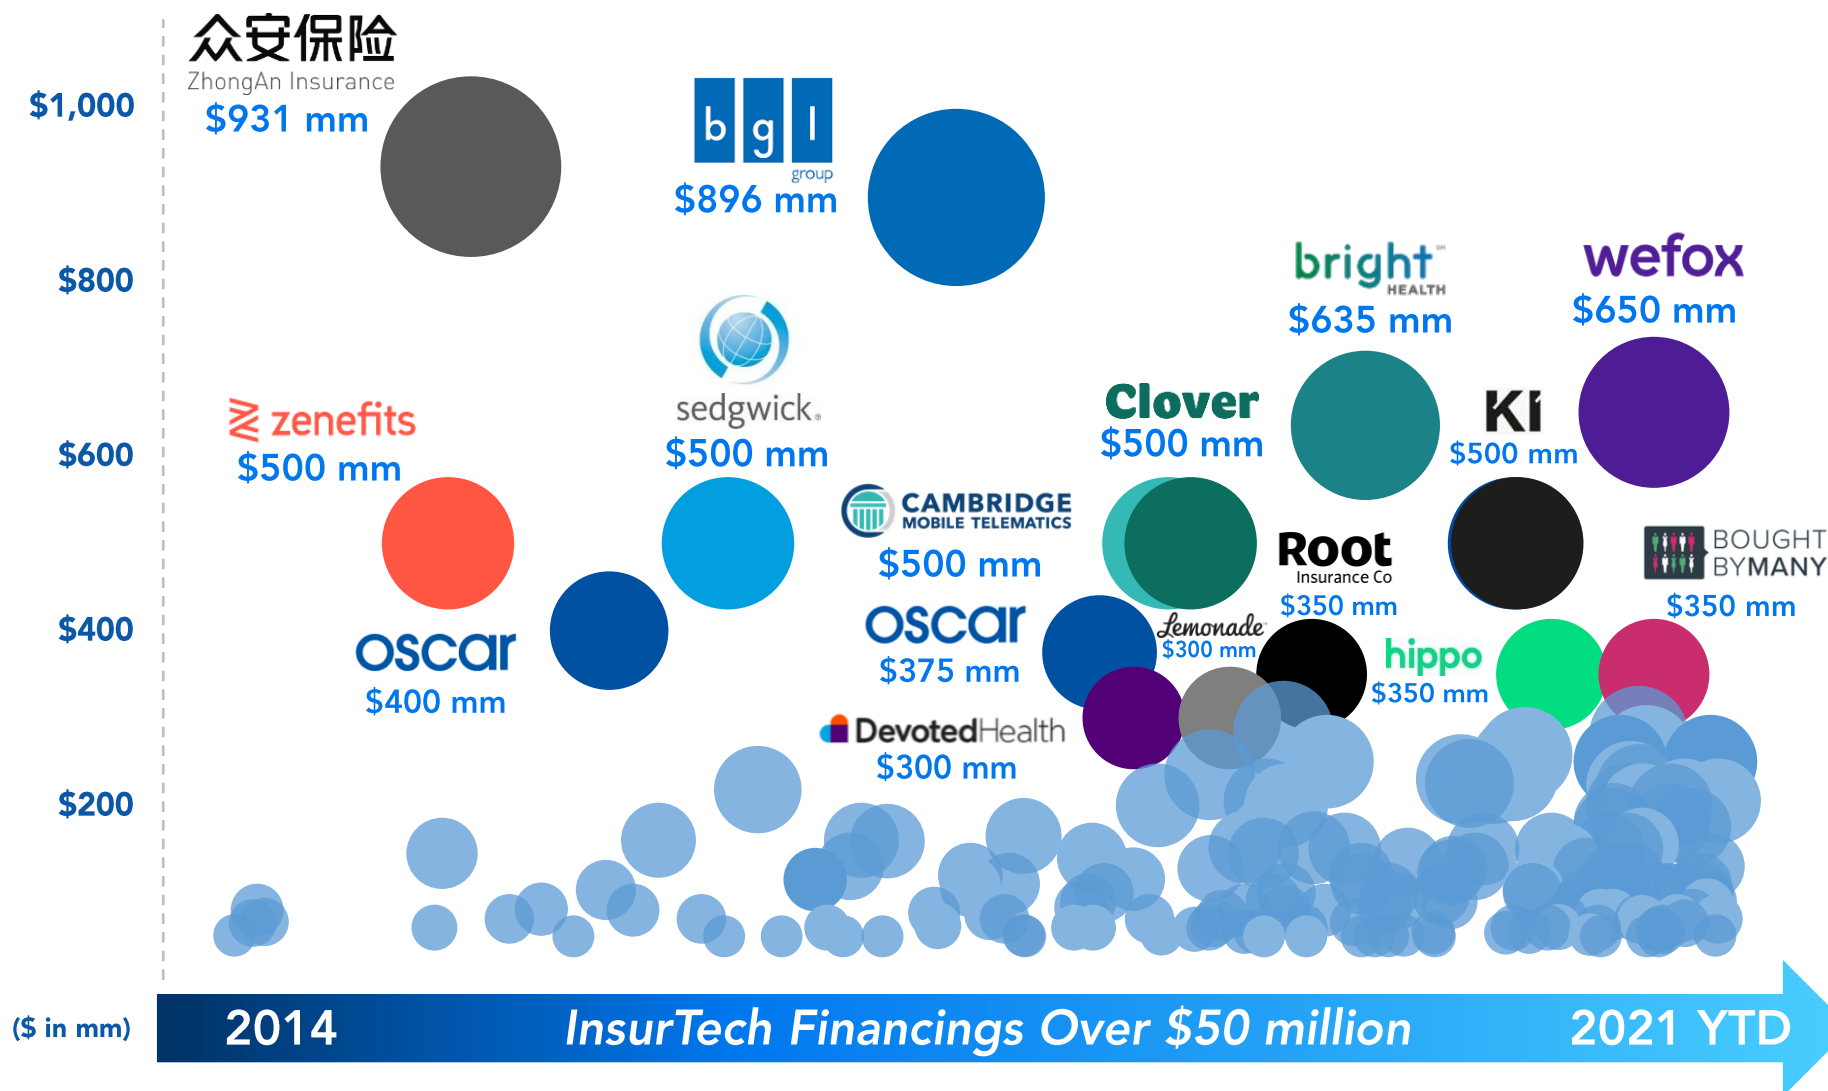 众安保险
ZhongAn Insurance
$931 mm
$1,000
b g l
group
$896 mm
$800
bright SM
HEALTH
$635 mm
wefox
$650 mm
sedgwick®
$500 mm
zenefits
$500 mm
$600
Clover
$500 mm
KI
$500 mm
CAMBRIDGE
MOBILE TELEMATICS
$500 mm
Root
Insurance Co
$350 mm
BOUGHT
BYMANY
$350 mm
$400
oscar
$400 mm
oscar
$375 mm
Lemonade
$300 mm
hippo
$350 mm
DevotedHealth
$300 mm
$200
($ in mm)
2014
InsurTech Financings Over $50 million
2021 YTD